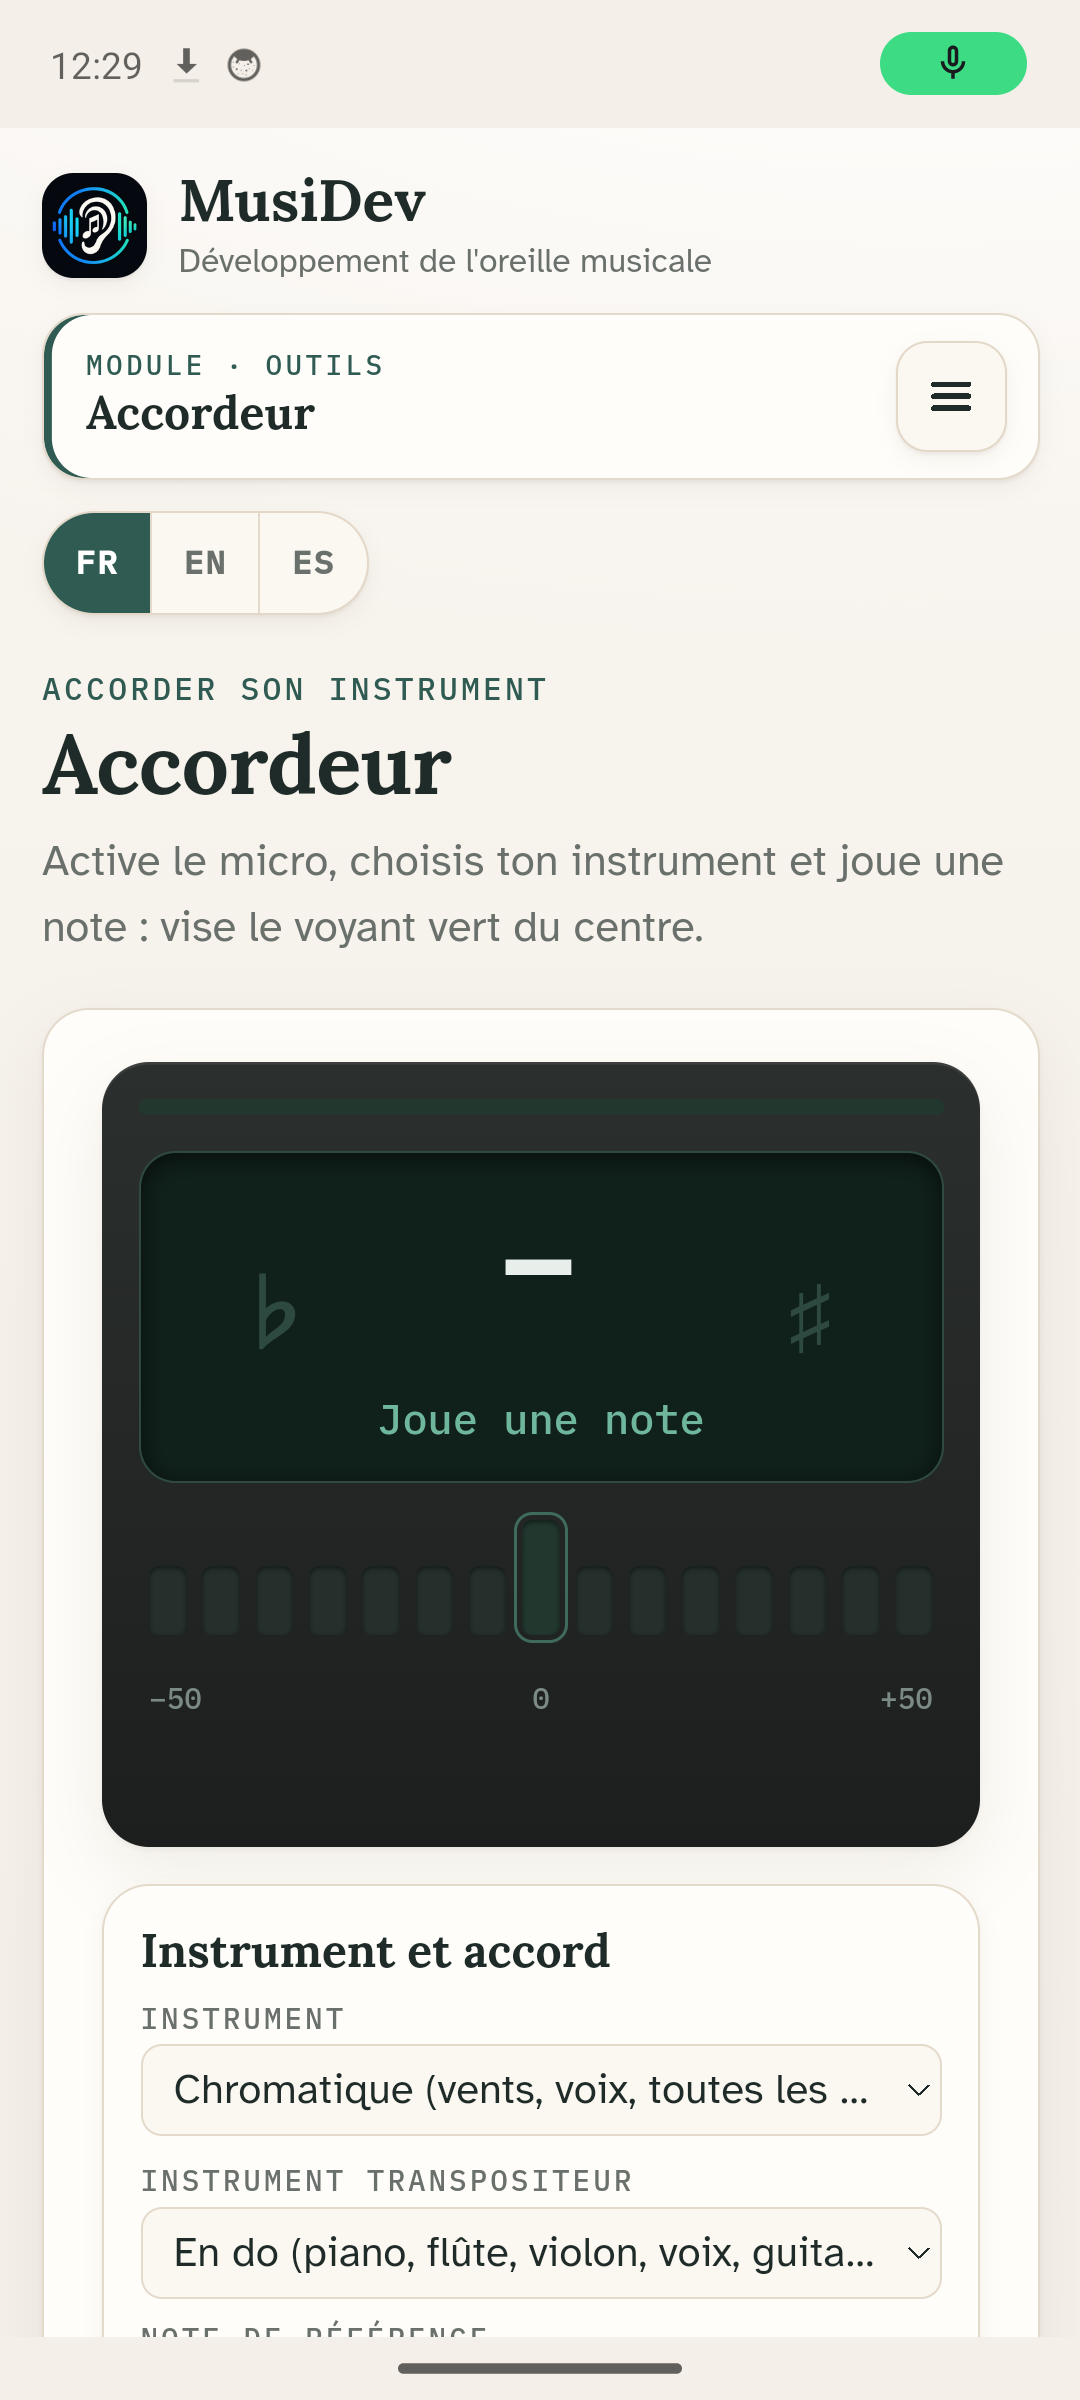 12:29
MusiDev
Développement de l'oreille musicale
MODULE · OUTILS
Accordeur
FR EN ES
ACCORDER SON INSTRUMENT
Accordeur
Active le micro, choisis ton instrument et joue une
note : vise le voyant vert du centre.
–
♭ ♯
Joue une note
−50 0 +50
Instrument et accord
INSTRUMENT
Chromatique (vents, voix, toutes les ...
INSTRUMENT TRANSPOSITEUR
En do (piano, flûte, violon, voix, guita...
NOTE DE RÉFÉRENCE